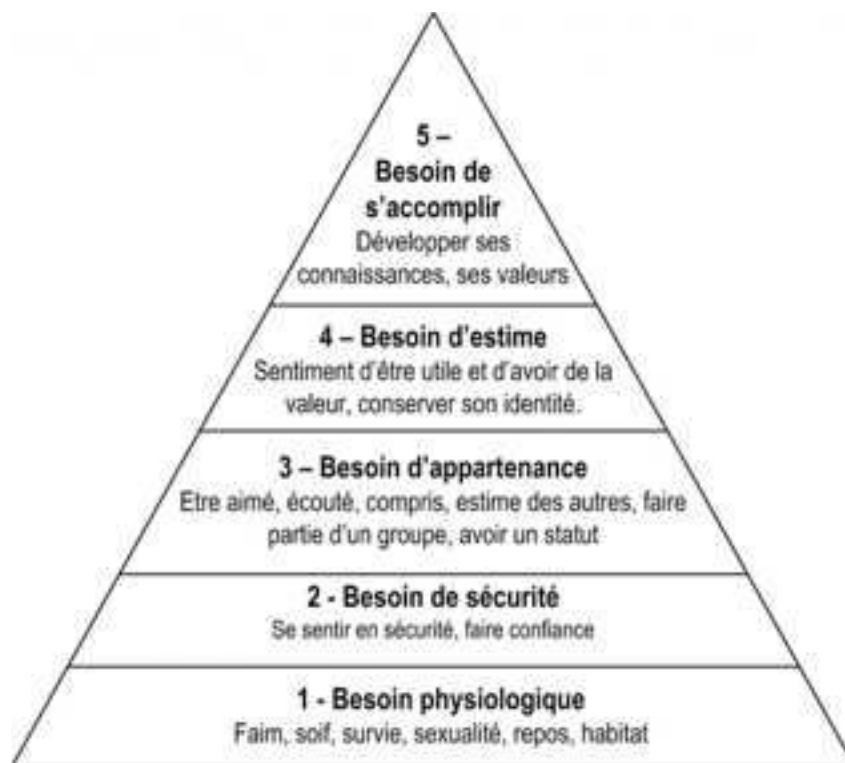 5 –
Besoin de
s'accomplir
Développer ses
connaissances, ses valeurs
4 – Besoin d'estime
Sentiment d'être utile et d'avoir de la
valeur, conserver son identité.
3 – Besoin d'appartenance
Etre aimé, écouté, compris, estime des autres, faire
partie d'un groupe, avoir un statut
2 - Besoin de sécurité
Se sentir en sécurité, faire confiance
1 - Besoin physiologique
Faim, soif, survie, sexualité, repos, habitat